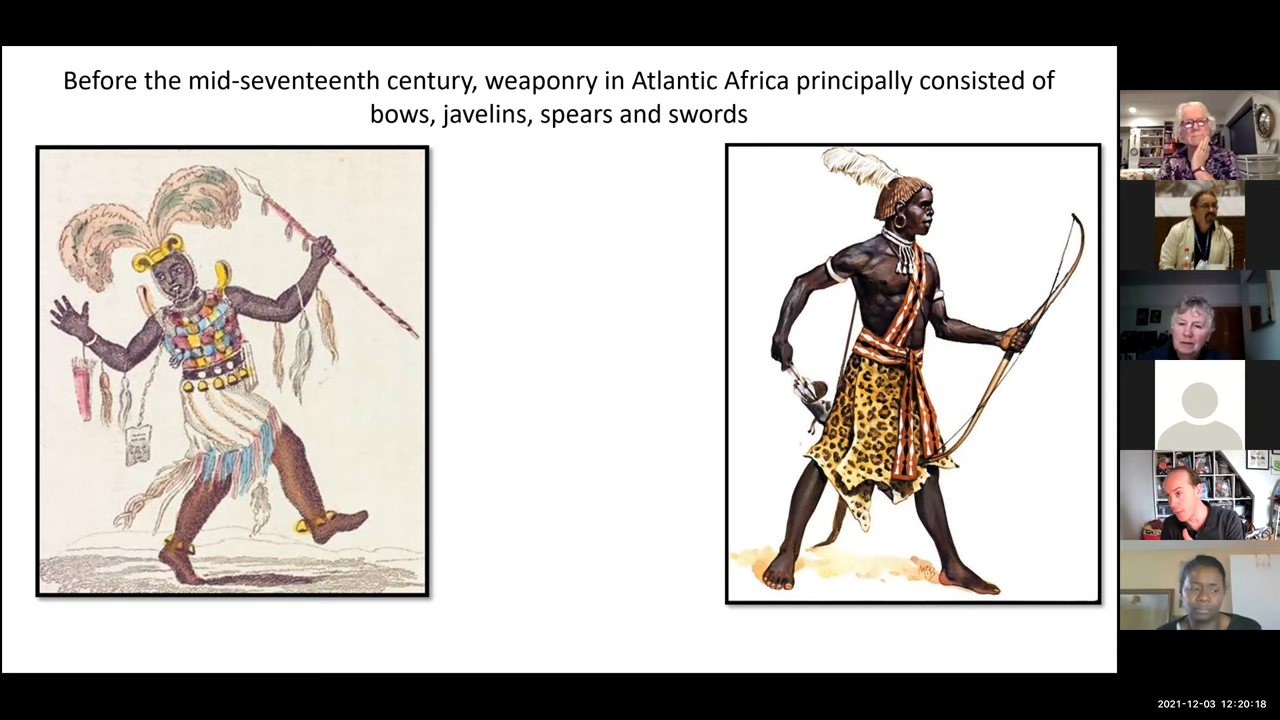 Before the mid-seventeenth century, weaponry in Atlantic Africa principally consisted of
bows, javelins, spears and swords
2021-12-03 12:20:18